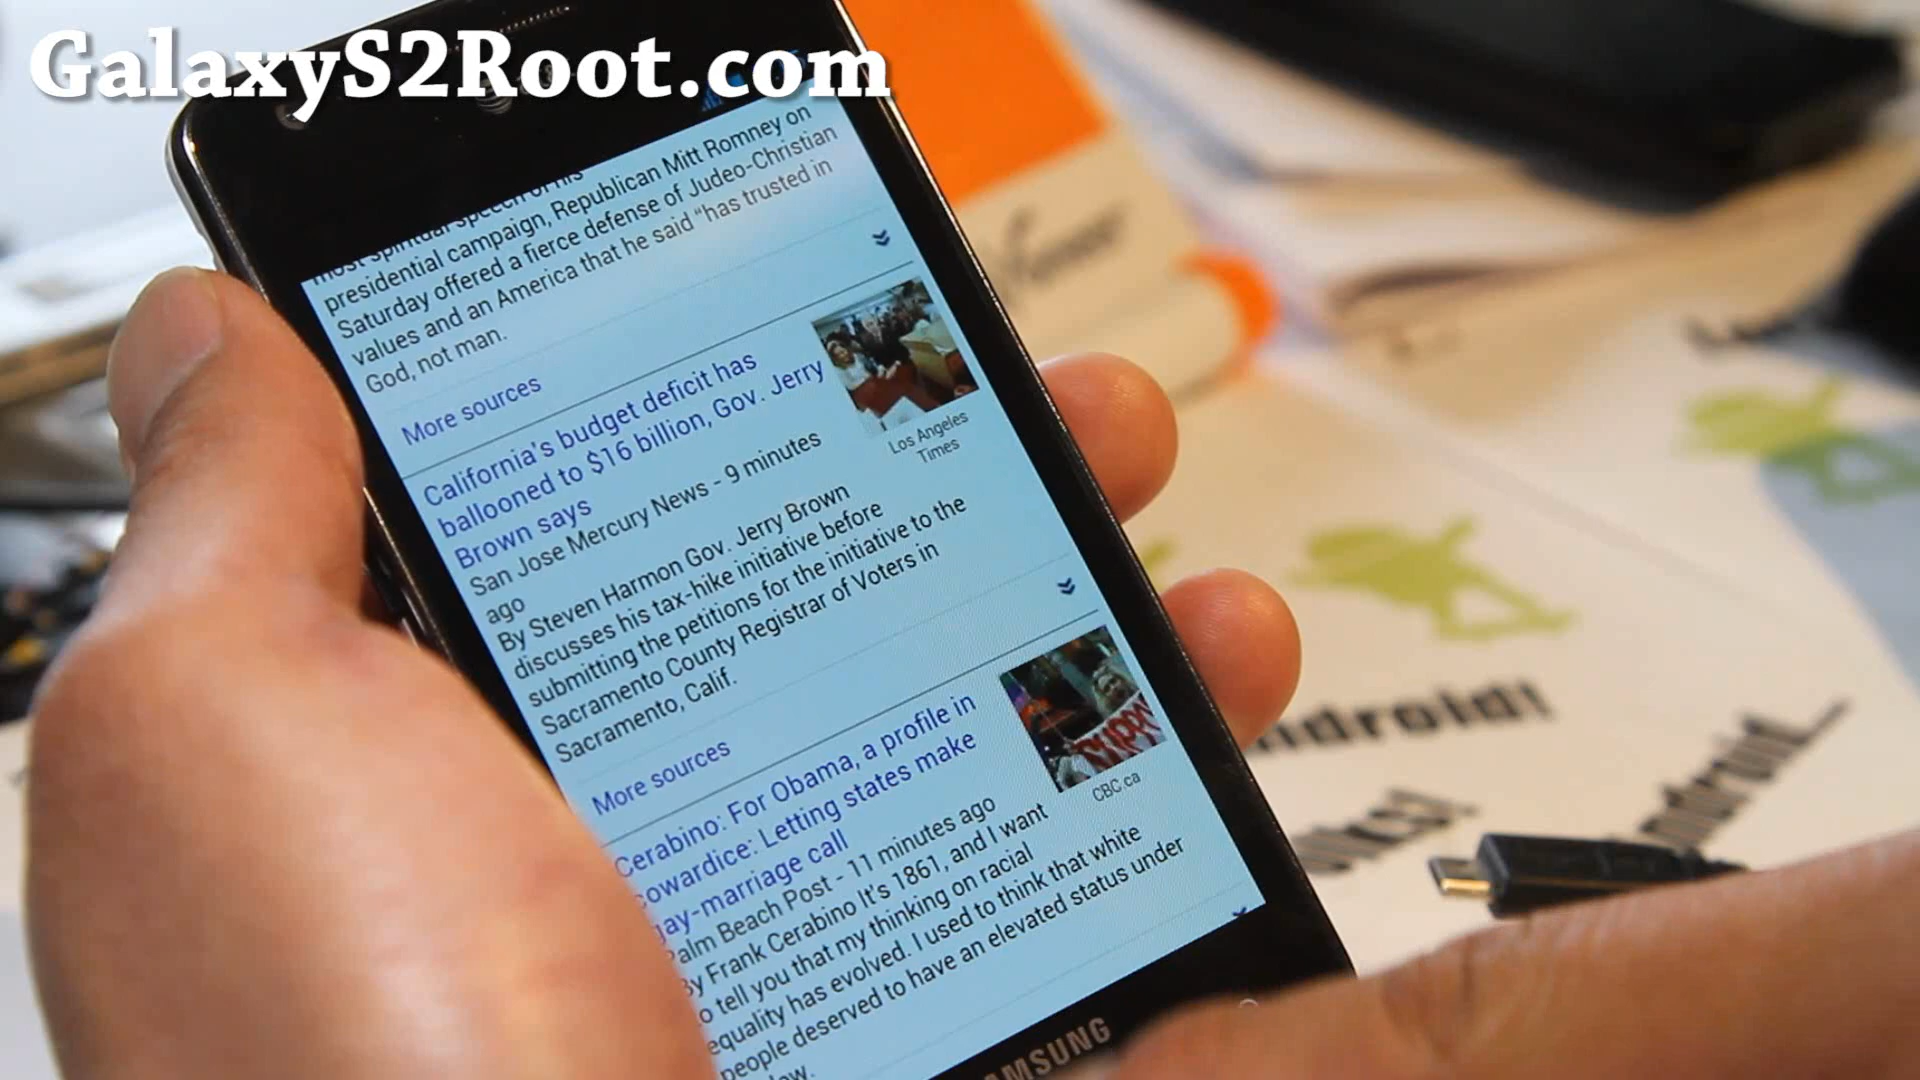 GalaxyS2Root.com
most spiritual speech of his
presidential campaign, Republican Mitt Romney on
Saturday offered a fierce defense of Judeo-Christian
values and an America that he said “has trusted in
God, not man.
More sources
California's budget deficit has
ballooned to $16 billion, Gov. Jerry
Brown says
Los Angeles
Times
San Jose Mercury News - 9 minutes
ago
By Steven Harmon Gov. Jerry Brown
discusses his tax-hike initiative before
submitting the petitions for the initiative to the
Sacramento County Registrar of Voters in
Sacramento, Calif.
More sources
Cerabino: For Obama, a profile in
cowardice: Letting states make
gay-marriage call
CBC.ca
Palm Beach Post - 11 minutes ago
By Frank Cerabino It's 1861, and I want
to tell you that my thinking on racial
equality has evolved. I used to think that white
people deserved to have an elevated status under
law.
SAMSUNG
ndroid!